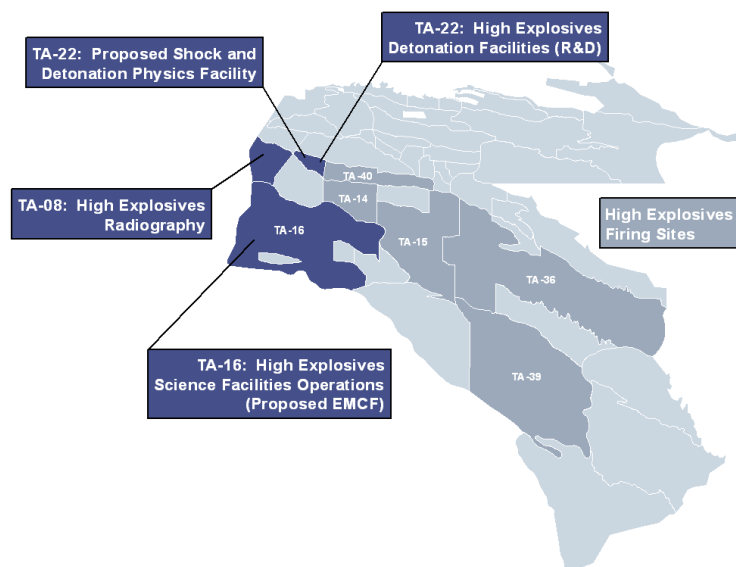 TA-22: High Explosives
Detonation Facilities (R&D)
TA-22: Proposed Shock and
Detonation Physics Facility
TA-08: High Explosives
Radiography
TA-40
TA-14
TA-16
TA-15
TA-36
TA-39
High Explosives
Firing Sites
TA-16: High Explosives
Science Facilities Operations
(Proposed EMCF)